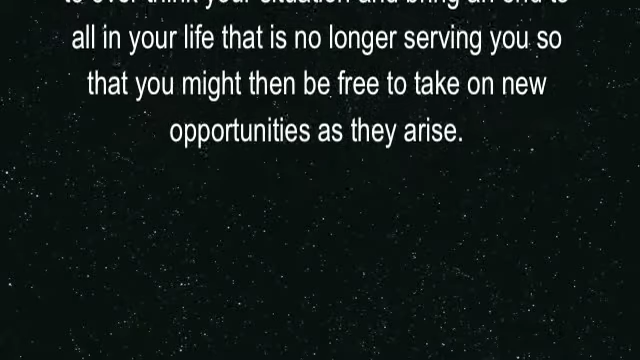 to over think your situation and bring an end to
all in your life that is no longer serving you so
that you might then be free to take on new
opportunities as they arise.